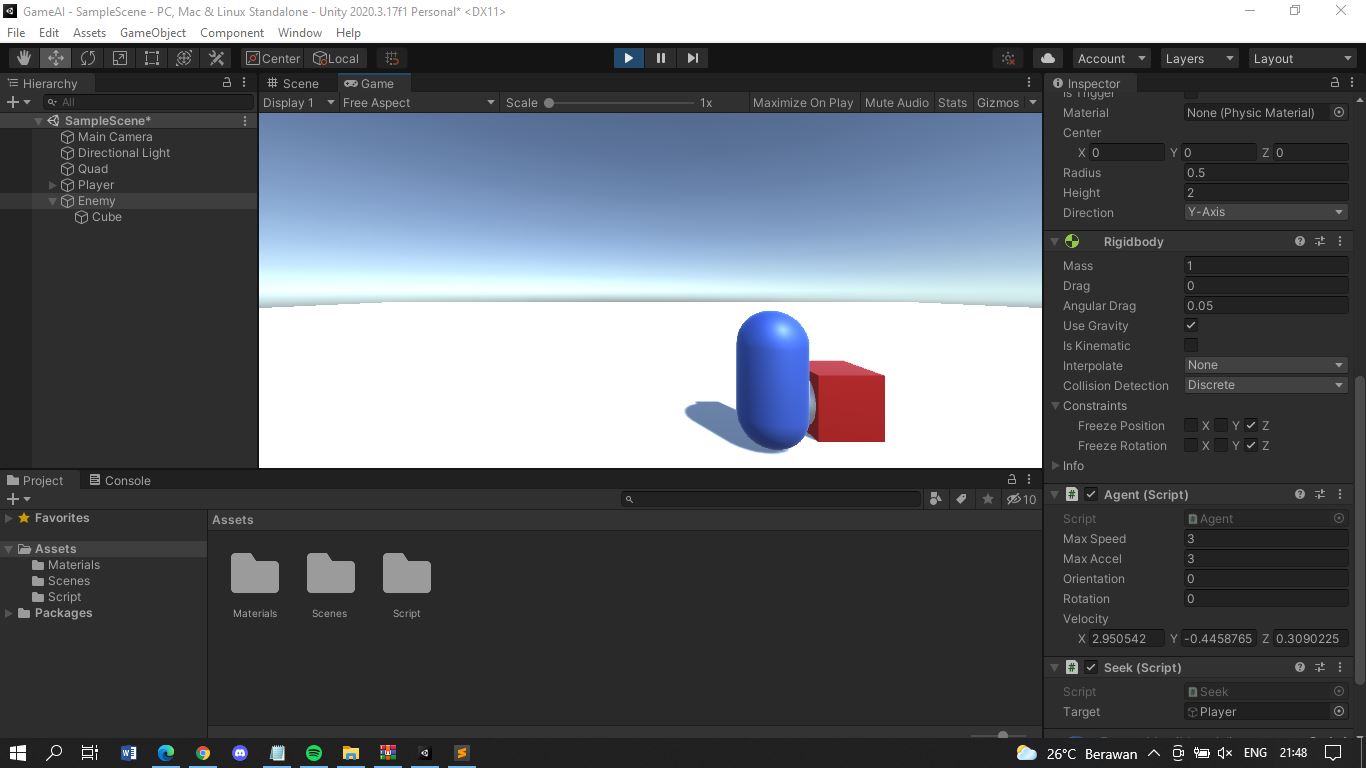 GameAI - SampleScene - PC, Mac & Linux Standalone - Unity 2020.3.17f1 Personal* <DX11>
File Edit Assets GameObject Component Window Help
Center Local Account Layers Layout
Hierarchy
All
SampleScene*
Main Camera
Directional Light
Quad
Player
Enemy
Cube
Scene Game
Display 1 Free Aspect Scale 1x Maximize On Play Mute Audio Stats Gizmos
Inspector
Is Trigger
Material None (Physic Material)
Center
X 0 Y 0 Z 0
Radius 0.5
Height 2
Direction Y-Axis
Rigidbody
Mass 1
Drag 0
Angular Drag 0.05
Use Gravity
Is Kinematic
Interpolate None
Collision Detection Discrete
Constraints
Freeze Position X Y Z
Freeze Rotation X Y Z
Info
# Agent (Script)
Script Agent
Max Speed 3
Max Accel 3
Orientation 0
Rotation 0
Velocity
X 2.950542 Y -0.4458765 Z 0.3090225
# Seek (Script)
Script Seek
Target Player
Project Console
10
Favorites
Assets
Materials
Scenes
Script
Packages
Assets
Materials Scenes Script
26°C Berawan ENG 21:48